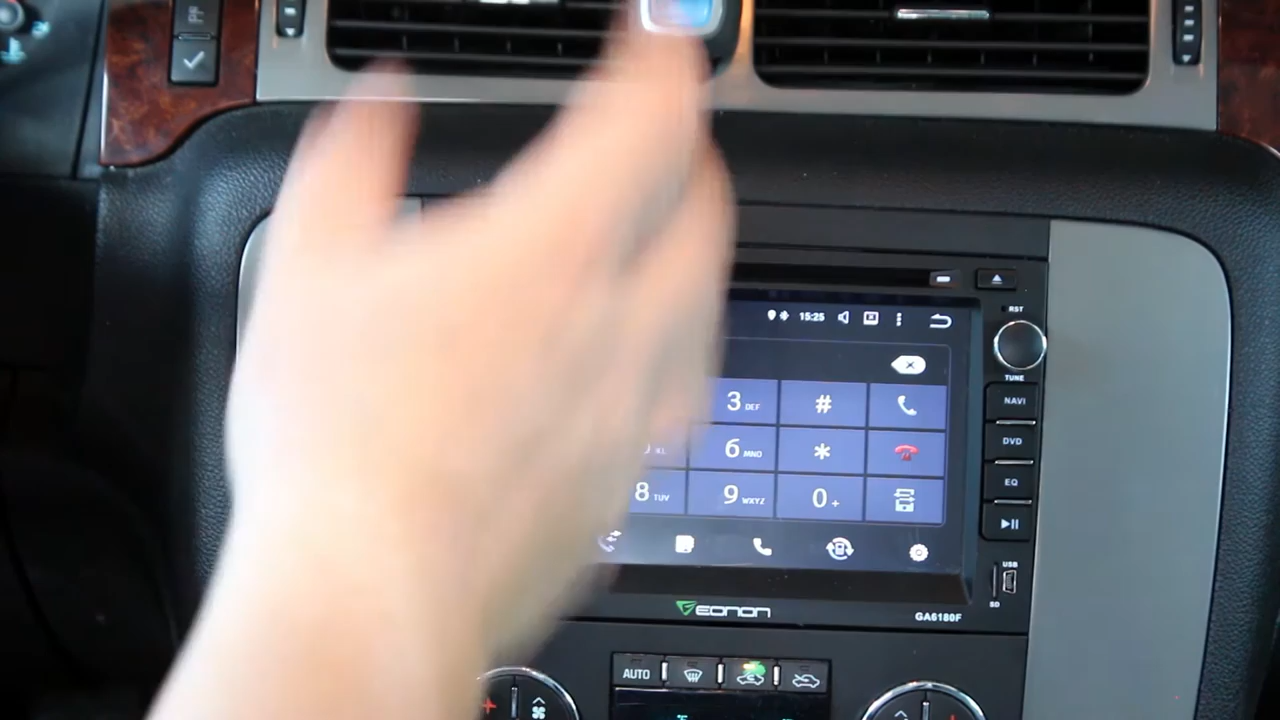 15:25
RST
TUNE
3 DEF #
NAVI
6 MNO *
DVD
8 TUV 9 WXYZ 0 +
EQ
USB
SD
EONON
GA6180F
AUTO